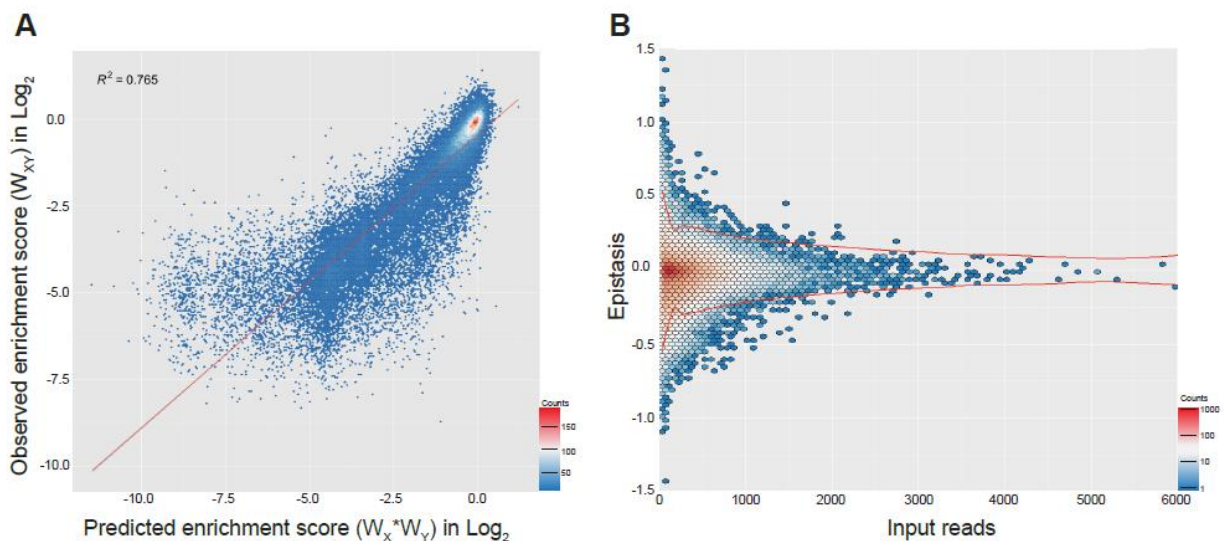 A
R² = 0.765
0.0
-2.5
-5.0
-7.5
-10.0
Observed enrichment score (W_XY) in Log₂
-10.0 -7.5 -5.0 -2.5 0.0
Predicted enrichment score (W_X*W_Y) in Log₂
Counts
150
100
50
B
1.5
1.0
0.5
0.0
-0.5
-1.0
-1.5
Epistasis
0 1000 2000 3000 4000 5000 6000
Input reads
Counts
1000
100
10
1